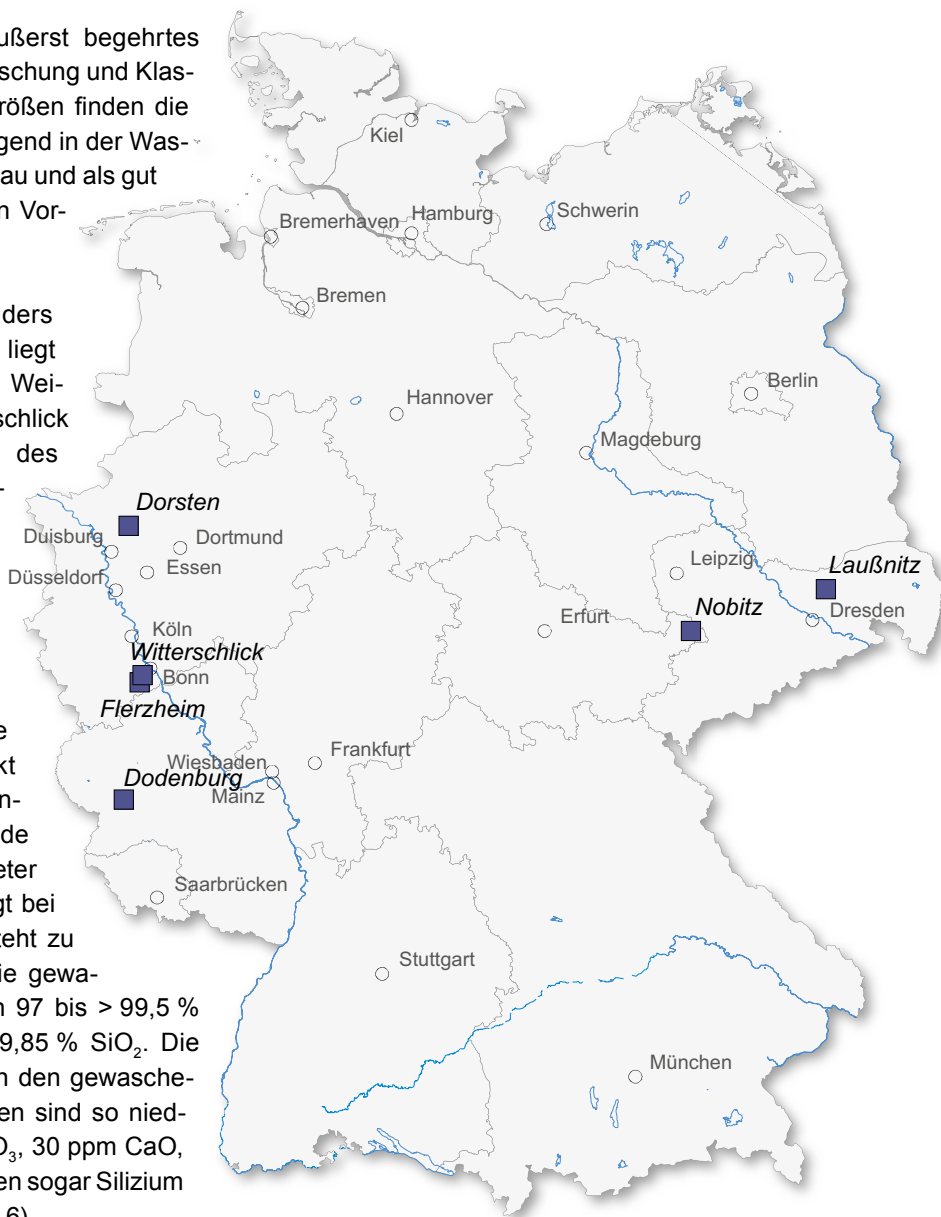 ußerst begehrtes
schung und Klas-
rößen finden die
gend in der Was-
au und als gut
n Vor-
ders
liegt
Wei-
schlick
des
-
e
kt
n-
de
eter
gt bei
teht zu
ie gewa-
n 97 bis > 99,5 %
9,85 % SiO₂. Die
n den gewasche-
en sind so nied-
O₃, 30 ppm CaO,
en sogar Silizium
6)
Kiel
Bremerhaven
Hamburg
Schwerin
Bremen
Berlin
Hannover
Magdeburg
Dorsten
Duisburg
Dortmund
Essen
Düsseldorf
Leipzig
Laußnitz
Nobitz
Dresden
Erfurt
Köln
Witterschlick
Bonn
Flerzheim
Frankfurt
Wiesbaden
Dodenburg
Mainz
Saarbrücken
Stuttgart
München